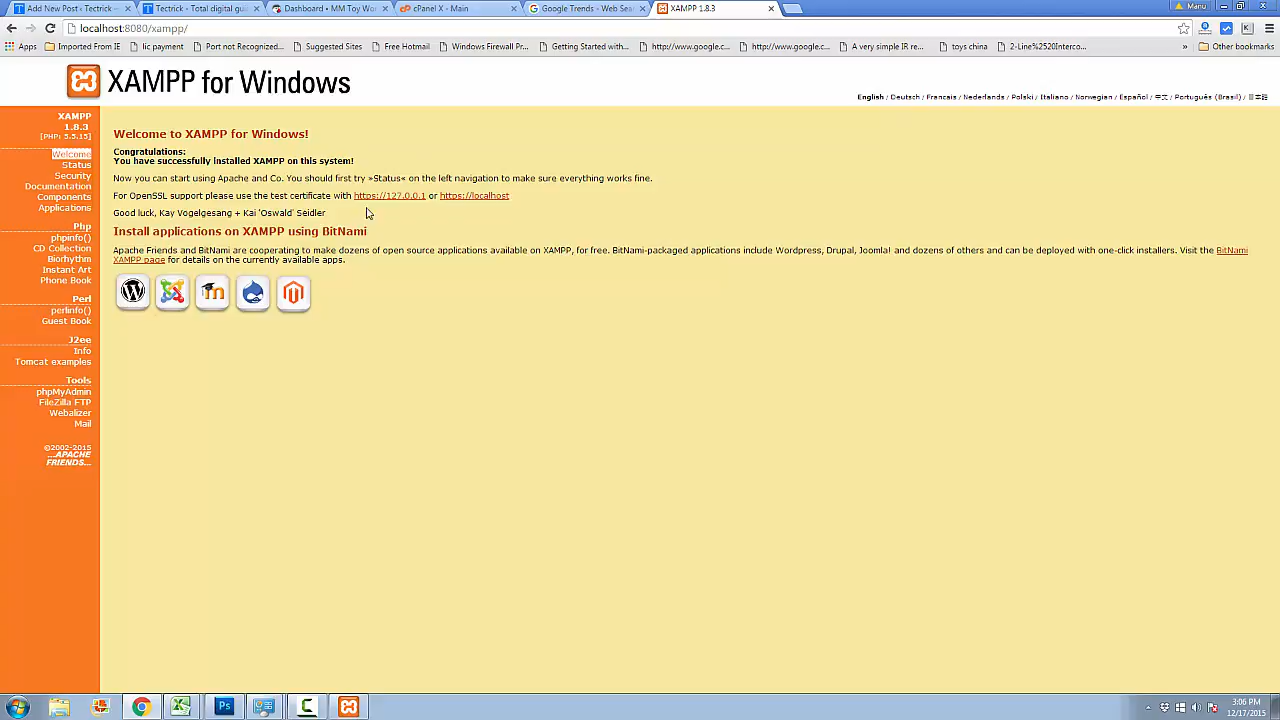 Add New Post ‹ Tectrick —
Tectrick - Total digital gui
Dashboard ‹ MM Toy Wor
cPanel X - Main
Google Trends - Web Sea
XAMPP 1.8.3
Manu
localhost:8080/xampp/
Apps
Imported From IE
lic payment
Port not Recognized...
Suggested Sites
Free Hotmail
Windows Firewall Pr...
Getting Started with...
http://www.google.c...
http://www.google.c...
A very simple IR re...
toys china
2-Line%2520Interco...
»
Other bookmarks
XAMPP for Windows
English / Deutsch / Francais / Nederlands / Polski / Italiano / Norwegian / Español / 中文 / Português (Brasil) / 日本語
XAMPP
1.8.3
[PHP: 5.5.15]
Welcome
Status
Security
Documentation
Components
Applications
Php
phpinfo()
CD Collection
Biorhythm
Instant Art
Phone Book
Perl
perlinfo()
Guest Book
J2ee
Info
Tomcat examples
Tools
phpMyAdmin
FileZilla FTP
Webalizer
Mail
©2002-2015
...APACHE
FRIENDS...
Welcome to XAMPP for Windows!
Congratulations:
You have successfully installed XAMPP on this system!
Now you can start using Apache and Co. You should first try »Status« on the left navigation to make sure everything works fine.
For OpenSSL support please use the test certificate with https://127.0.0.1 or https://localhost
Good luck, Kay Vogelgesang + Kai 'Oswald' Seidler
Install applications on XAMPP using BitNami
Apache Friends and BitNami are cooperating to make dozens of open source applications available on XAMPP, for free. BitNami-packaged applications include Wordpress, Drupal, Joomla! and dozens of others and can be deployed with one-click installers. Visit the BitNami
XAMPP page for details on the currently available apps.
3:06 PM
12/17/2015